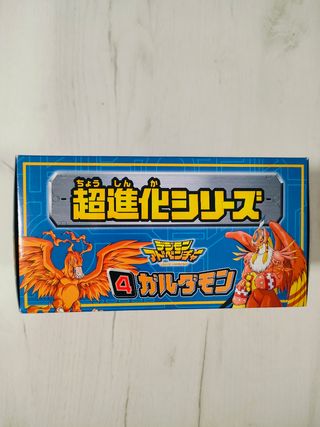 ちょう しん か
超進化シリーズ
デジモン
アドベンチャー
4 ガルダモン